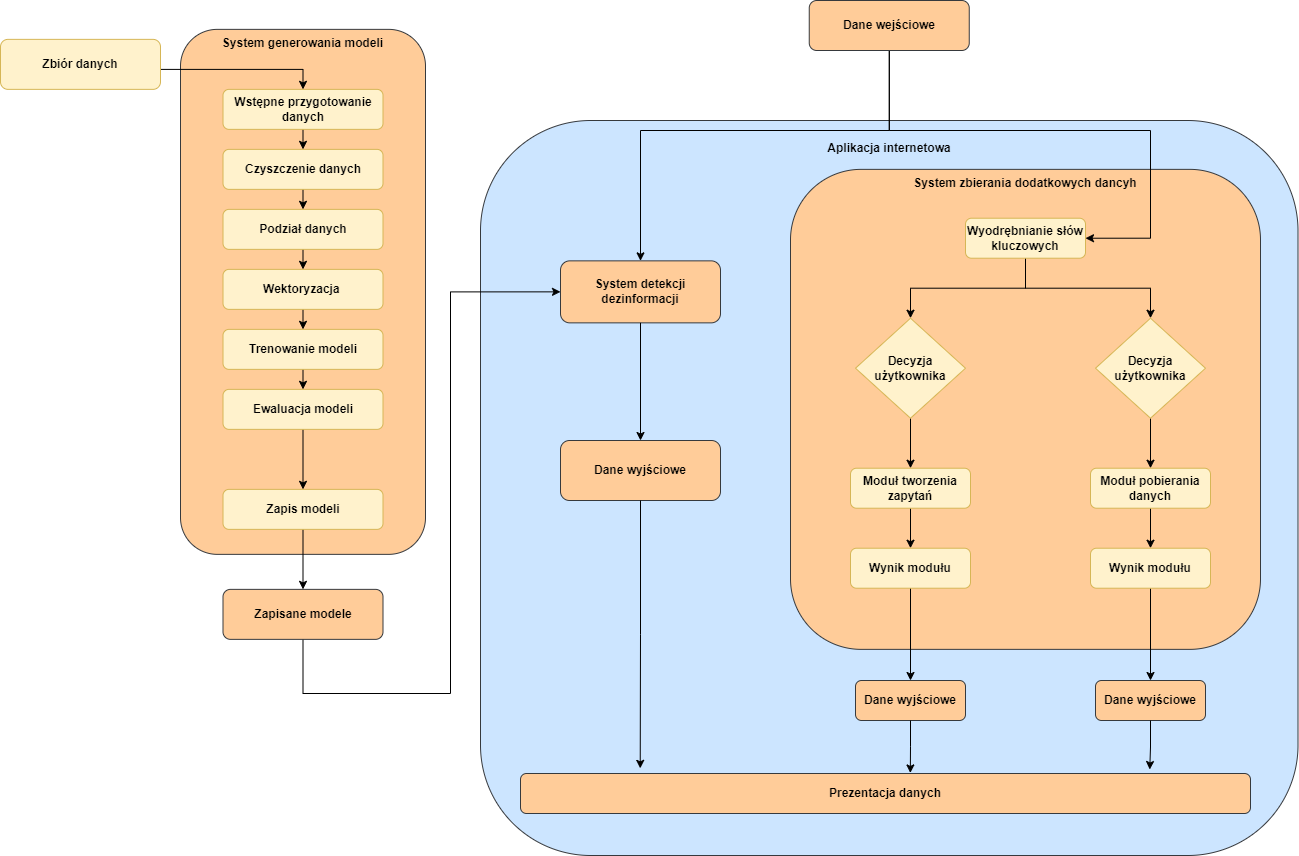 Dane wejściowe
System generowania modeli
Zbiór danych
Wstępne przygotowanie
danych
Czyszczenie danych
Podział danych
Wektoryzacja
Trenowanie modeli
Ewaluacja modeli
Zapis modeli
Zapisane modele
Aplikacja internetowa
System detekcji
dezinformacji
Dane wyjściowe
System zbierania dodatkowych dancyh
Wyodrębnianie słów
kluczowych
Decyzja
użytkownika
Moduł tworzenia
zapytań
Wynik modułu
Dane wyjściowe
Decyzja
użytkownika
Moduł pobierania
danych
Wynik modułu
Dane wyjściowe
Prezentacja danych